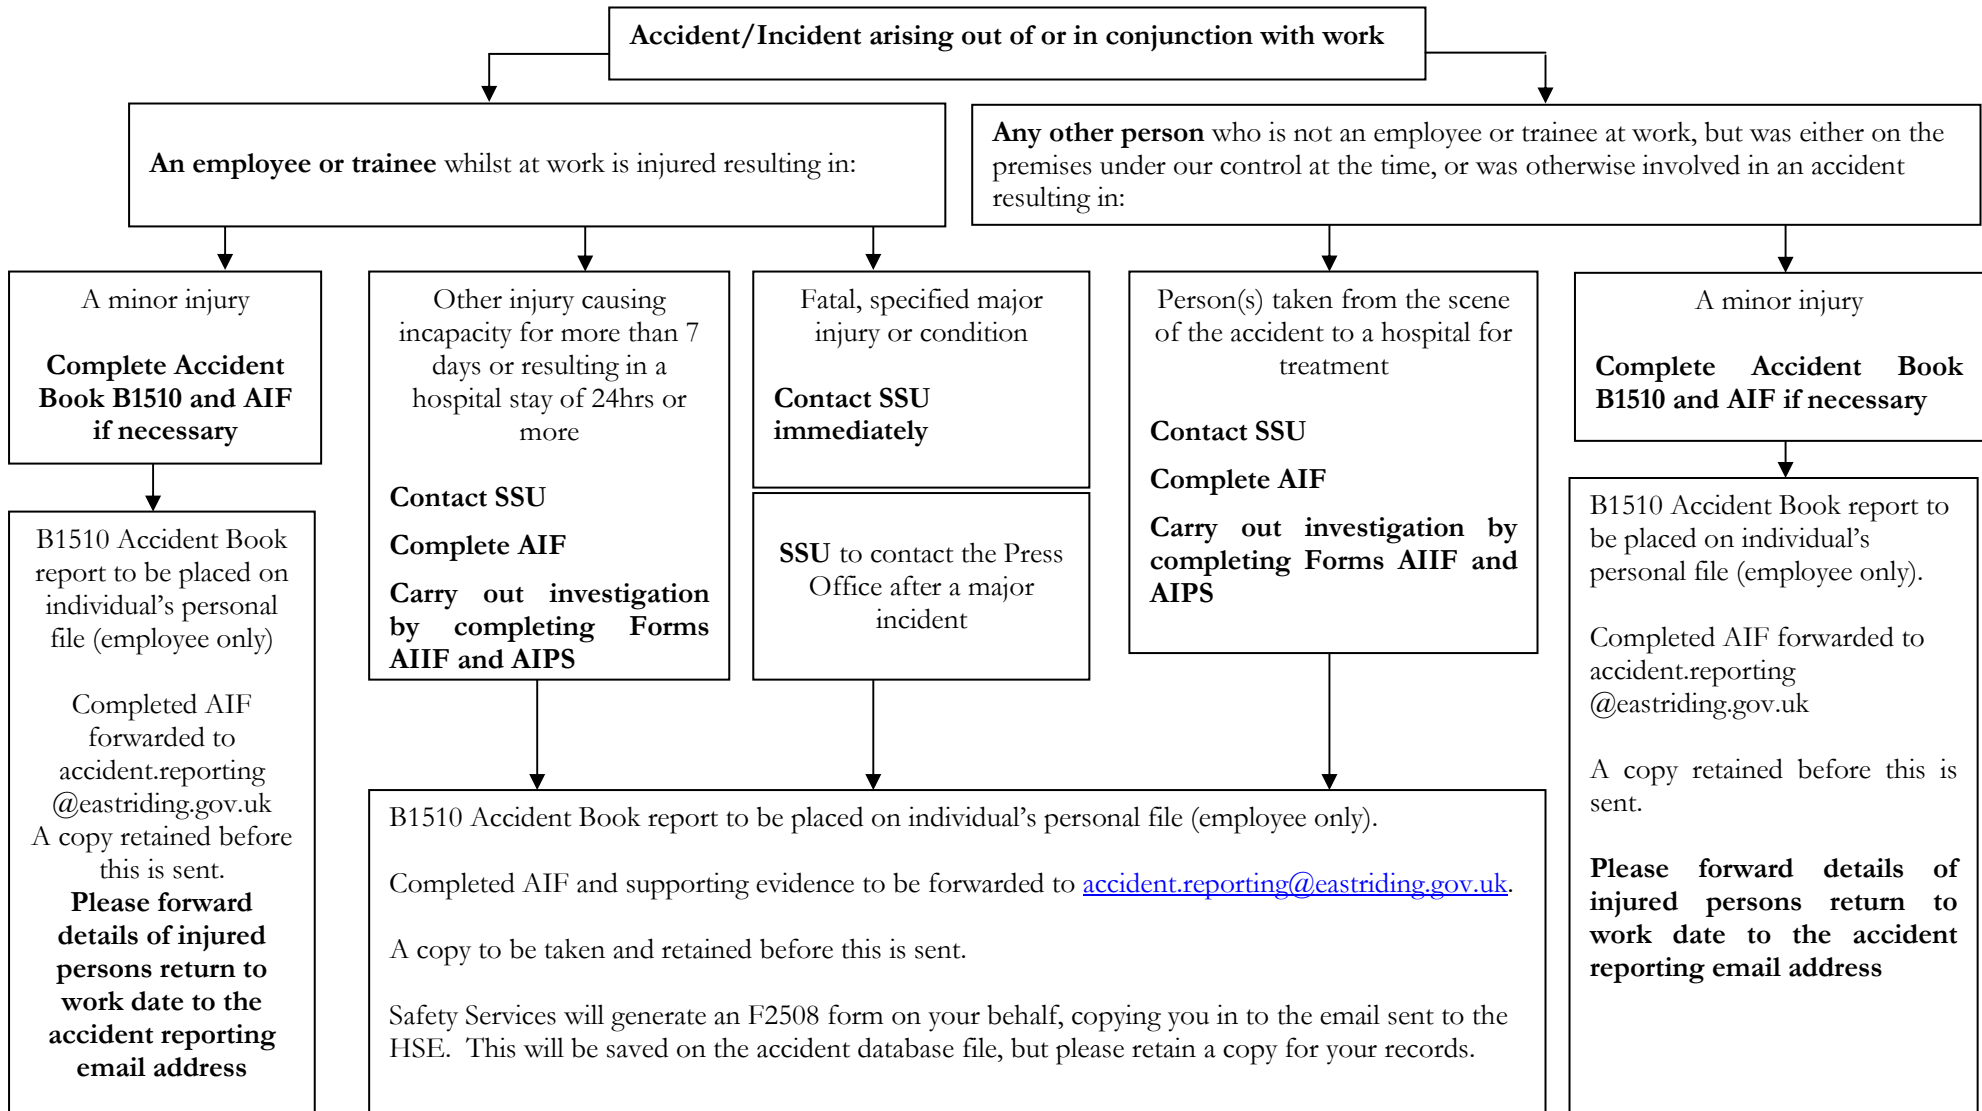 Accident/Incident arising out of or in conjunction with work
An employee or trainee whilst at work is injured resulting in:
Any other person who is not an employee or trainee at work, but was either on the
premises under our control at the time, or was otherwise involved in an accident
resulting in:
A minor injury
Complete Accident
Book B1510 and AIF
if necessary
Other injury causing
incapacity for more than 7
days or resulting in a
hospital stay of 24hrs or
more
Contact SSU
Complete AIF
Carry out investigation
by completing Forms
AIIF and AIPS
Fatal, specified major
injury or condition
Contact SSU
immediately
SSU to contact the Press
Office after a major
incident
Person(s) taken from the scene
of the accident to a hospital for
treatment
Contact SSU
Complete AIF
Carry out investigation by
completing Forms AIIF and
AIPS
A minor injury
Complete Accident Book
B1510 and AIF if necessary
B1510 Accident Book
report to be placed on
individual's personal
file (employee only)
Completed AIF
forwarded to
accident.reporting
@eastriding.gov.uk
A copy retained before
this is sent.
Please forward
details of injured
persons return to
work date to the
accident reporting
email address
B1510 Accident Book report to be placed on individual's personal file (employee only).
Completed AIF and supporting evidence to be forwarded to accident.reporting@eastriding.gov.uk.
A copy to be taken and retained before this is sent.
Safety Services will generate an F2508 form on your behalf, copying you in to the email sent to the
HSE. This will be saved on the accident database file, but please retain a copy for your records.
B1510 Accident Book report to
be placed on individual's
personal file (employee only).
Completed AIF forwarded to
accident.reporting
@eastriding.gov.uk
A copy retained before this is
sent.
Please forward details of
injured persons return to
work date to the accident
reporting email address